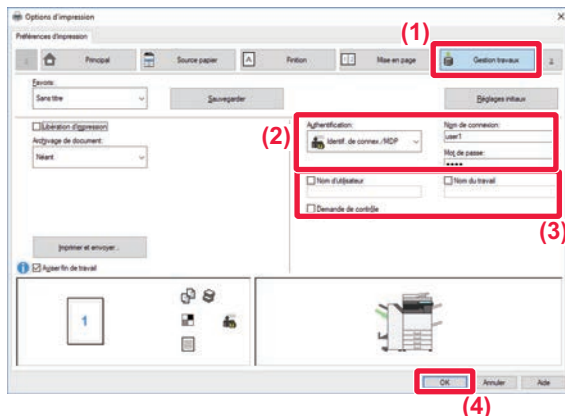 Options d'impression
Préférences d'impression
(1)
Principal
Source papier
Finition
Mise en page
Gestion travaux
Favoris:
Sans titre
Sauvegarder
Réglages initiaux
Libération d'impression
Archivage de document:
Néant
(2)
Authentification:
Identif. de connex./MDP
Nom de connexion:
user1
Mot de passe:
****
Nom d'utilisateur
Nom du travail
Demande de contrôle
(3)
Imprimer et envoyer...
Aviser fin de travail
1
OK
Annuler
Aide
(4)